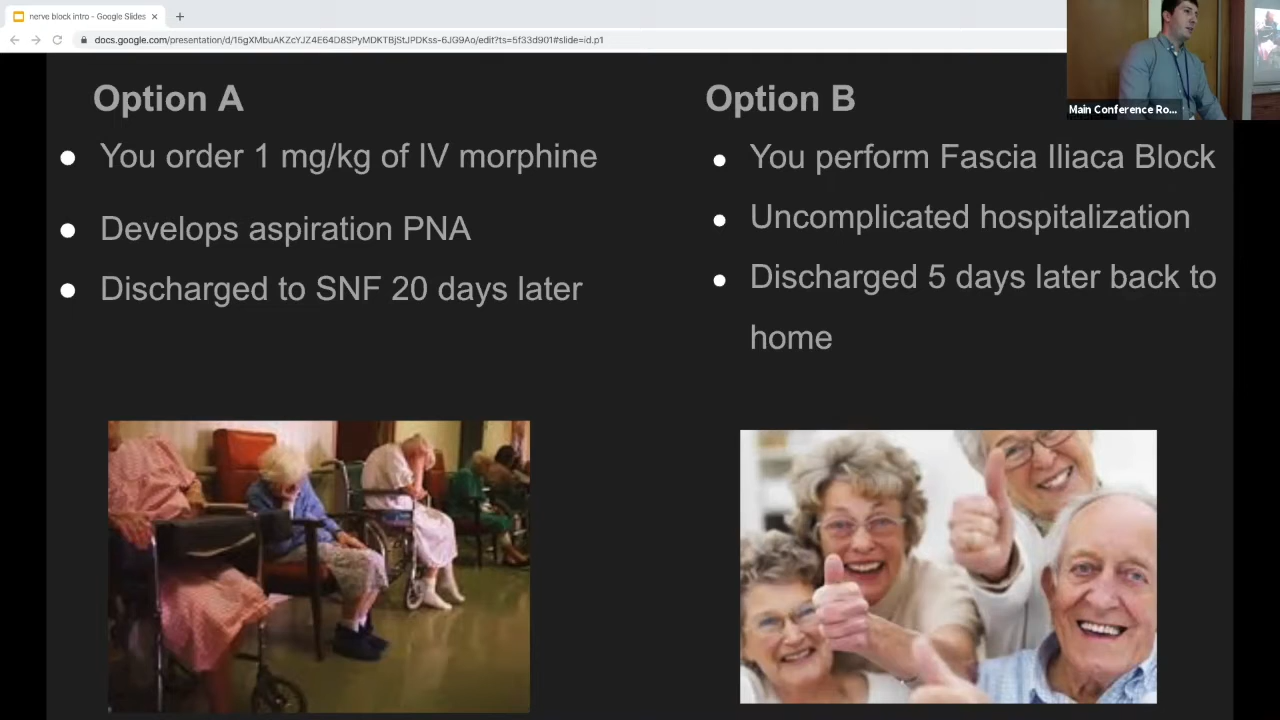 nerve block intro - Google Slides
docs.google.com/presentation/d/15gXMbuAKZcYJZ4E64D8SPyMDKTBjStJPDKss-6JG9Ao/edit?ts=5f33d901#slide=id.p1
Main Conference Ro...
Option A
You order 1 mg/kg of IV morphine
Develops aspiration PNA
Discharged to SNF 20 days later
Option B
You perform Fascia Iliaca Block
Uncomplicated hospitalization
Discharged 5 days later back to
home